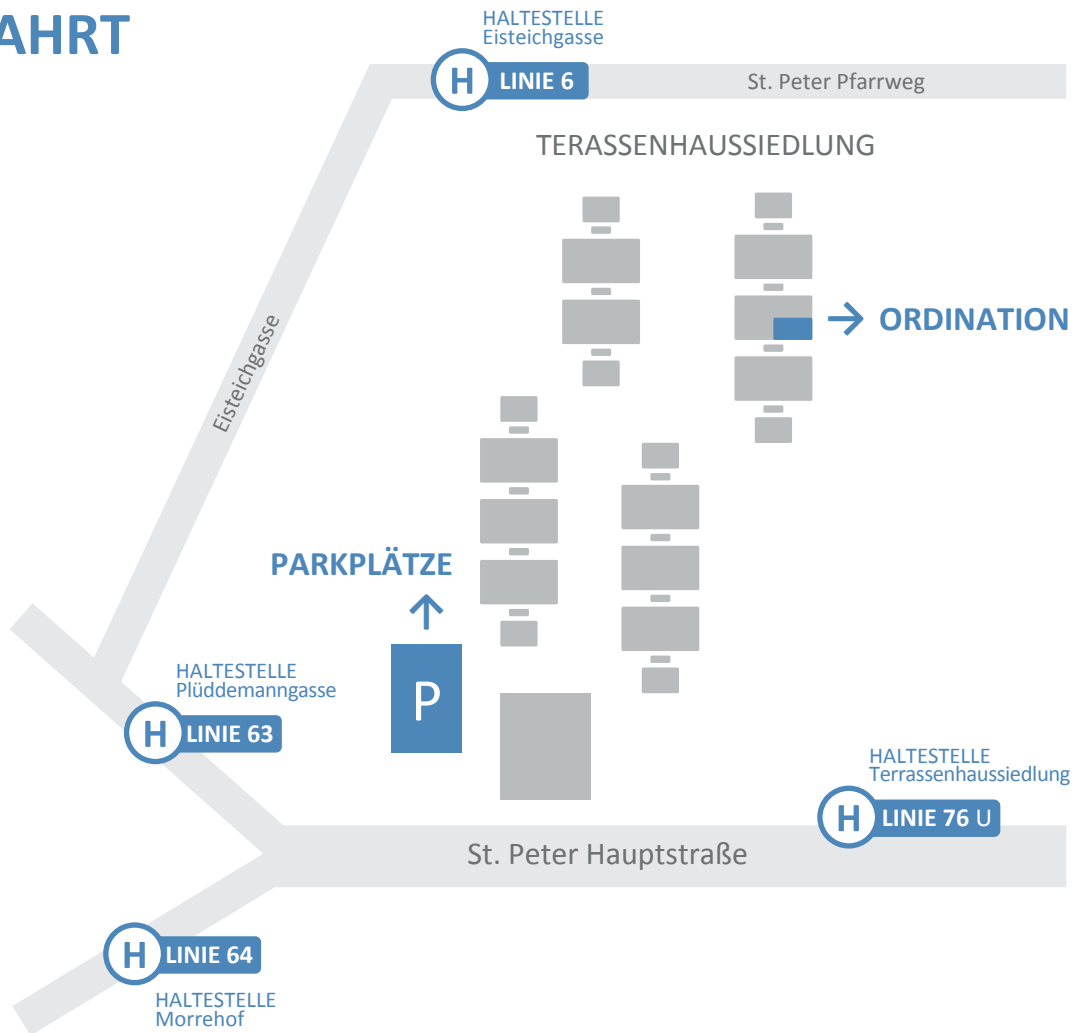 AHRT
HALTESTELLE
Eisteichgasse
H LINIE 6
St. Peter Pfarrweg
TERASSENHAUSSIEDLUNG
ORDINATION
Eisteichgasse
PARKPLÄTZE
P
HALTESTELLE
Plüddemanngasse
H LINIE 63
HALTESTELLE
Terrassenhaussiedlung
H LINIE 76 U
St. Peter Hauptstraße
H LINIE 64
HALTESTELLE
Morrehof